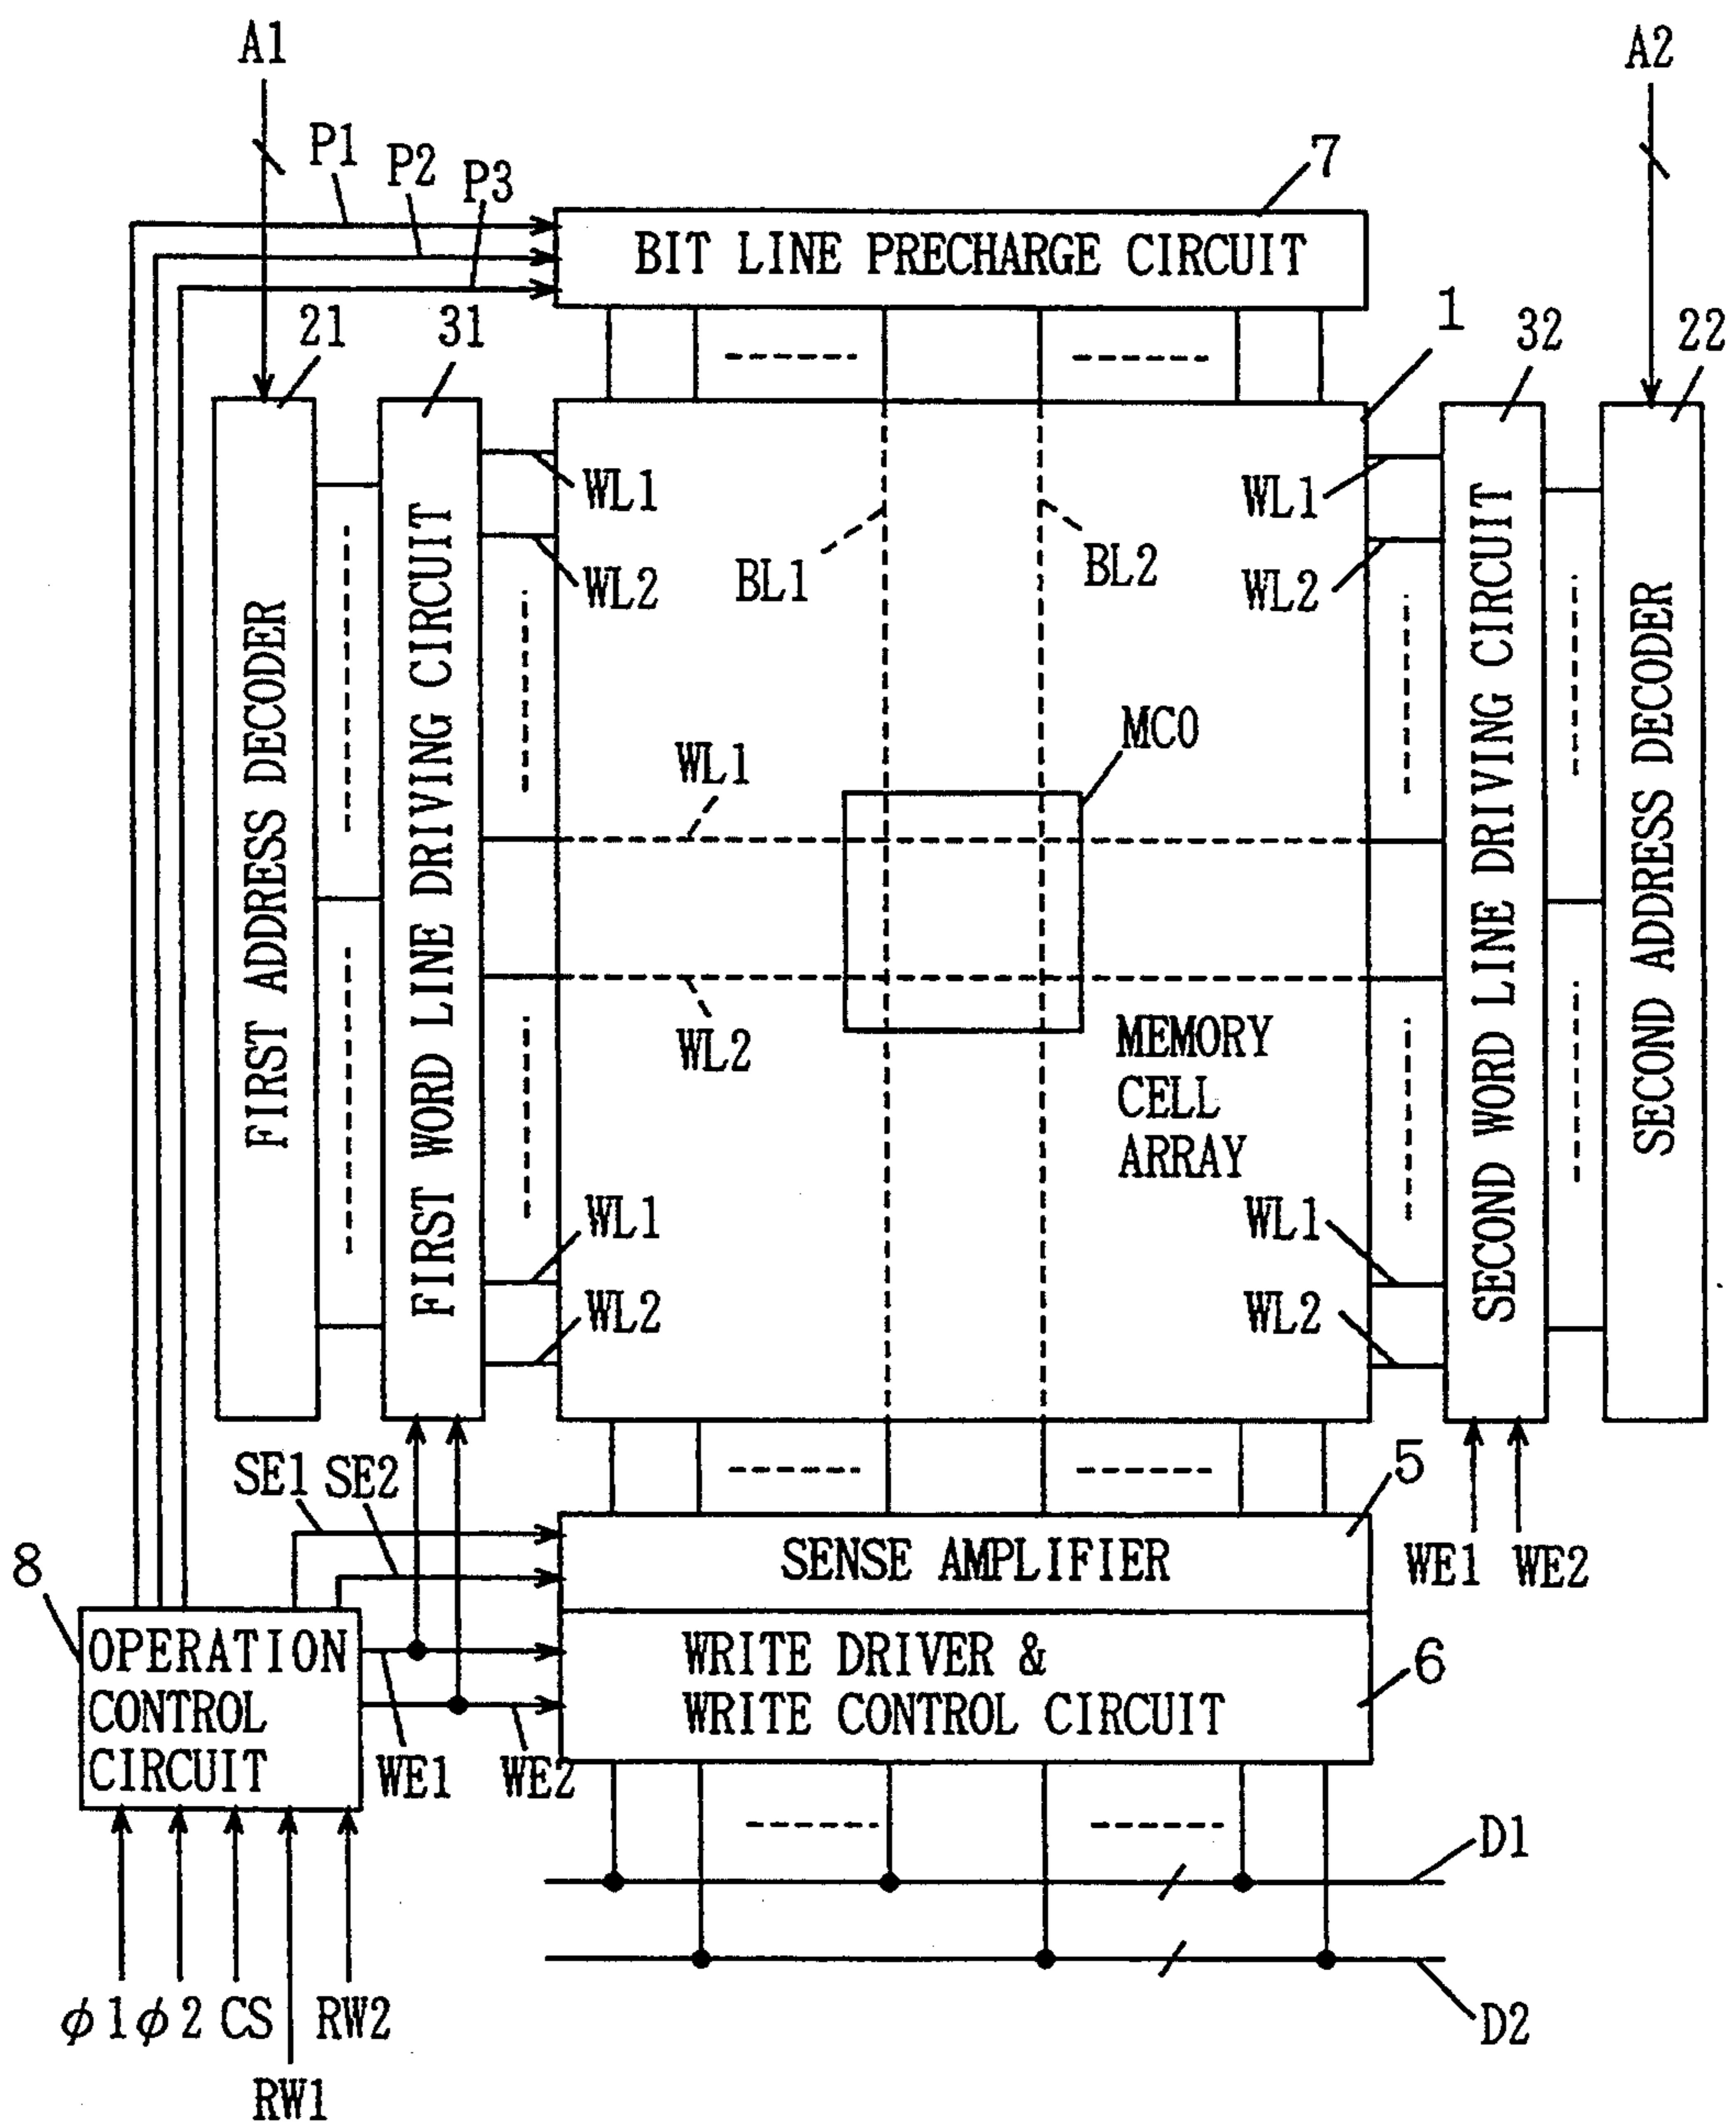 A1
A2
P1
P2
P3
7
BIT LINE PRECHARGE CIRCUIT
21
31
1
32
22
WL1
WL1
WL2
WL2
BL1
BL2
FIRST ADDRESS DECODER
FIRST WORD LINE DRIVING CIRCUIT
SECOND WORD LINE DRIVING CIRCUIT
SECOND ADDRESS DECODER
MC0
WL1
WL2
MEMORY
CELL
ARRAY
WL1
WL1
WL2
WL2
SE1
SE2
5
SENSE AMPLIFIER
WE1
WE2
8
OPERATION
CONTROL
CIRCUIT
WRITE DRIVER &
WRITE CONTROL CIRCUIT
6
WE1
WE2
D1
D2
φ1
φ2
CS
RW2
RW1